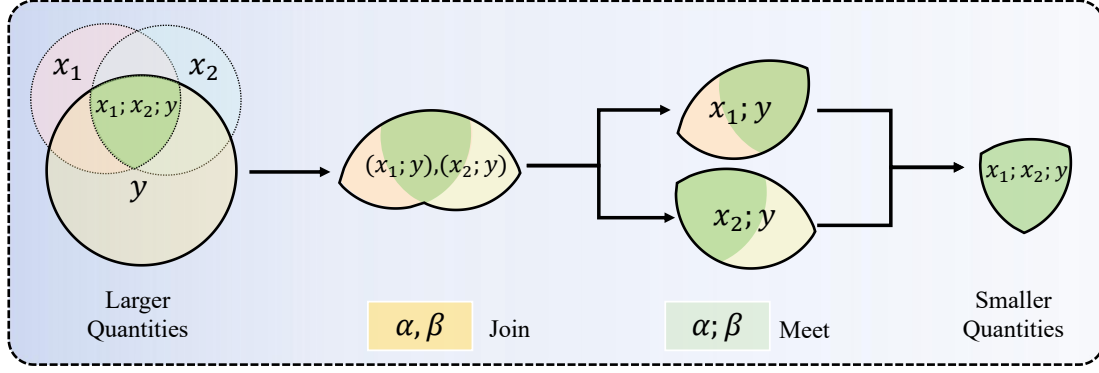 x₁
x₂
x₁; x₂; y
y
(x₁; y),(x₂; y)
x₁; y
x₂; y
x₁; x₂; y
Larger
Quantities
α, β
Join
α; β
Meet
Smaller
Quantities